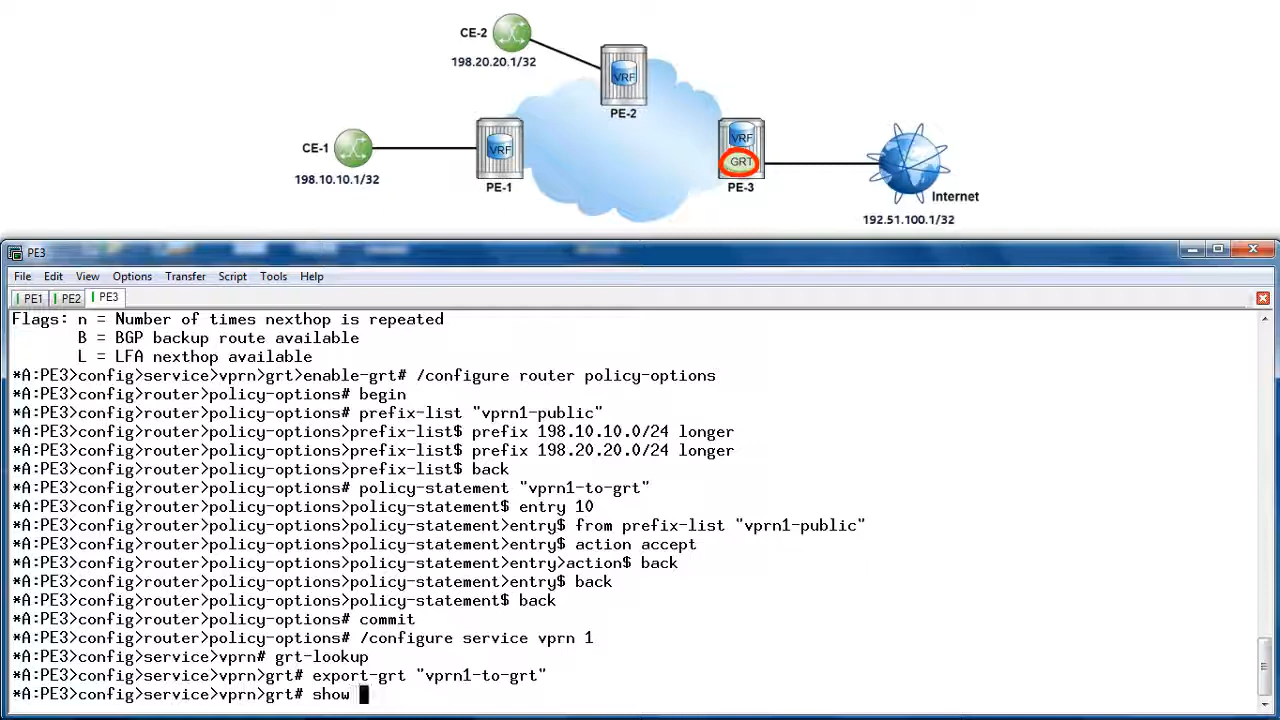 CE-2
198.20.20.1/32
VRF
PE-2
CE-1
198.10.10.1/32
VRF
PE-1
VRF
GRT
PE-3
Internet
192.51.100.1/32
PE3
File Edit View Options Transfer Script Tools Help
PE1 PE2 PE3
Flags: n = Number of times nexthop is repeated
B = BGP backup route available
L = LFA nexthop available
*A:PE3>config>service>vprn>grt>enable-grt# /configure router policy-options
*A:PE3>config>router>policy-options# begin
*A:PE3>config>router>policy-options# prefix-list "vprn1-public"
*A:PE3>config>router>policy-options>prefix-list$ prefix 198.10.10.0/24 longer
*A:PE3>config>router>policy-options>prefix-list$ prefix 198.20.20.0/24 longer
*A:PE3>config>router>policy-options>prefix-list$ back
*A:PE3>config>router>policy-options# policy-statement "vprn1-to-grt"
*A:PE3>config>router>policy-options>policy-statement$ entry 10
*A:PE3>config>router>policy-options>policy-statement>entry$ from prefix-list "vprn1-public"
*A:PE3>config>router>policy-options>policy-statement>entry$ action accept
*A:PE3>config>router>policy-options>policy-statement>entry>action$ back
*A:PE3>config>router>policy-options>policy-statement>entry$ back
*A:PE3>config>router>policy-options>policy-statement$ back
*A:PE3>config>router>policy-options# commit
*A:PE3>config>router>policy-options# /configure service vprn 1
*A:PE3>config>service>vprn# grt-lookup
*A:PE3>config>service>vprn>grt# export-grt "vprn1-to-grt"
*A:PE3>config>service>vprn>grt# show